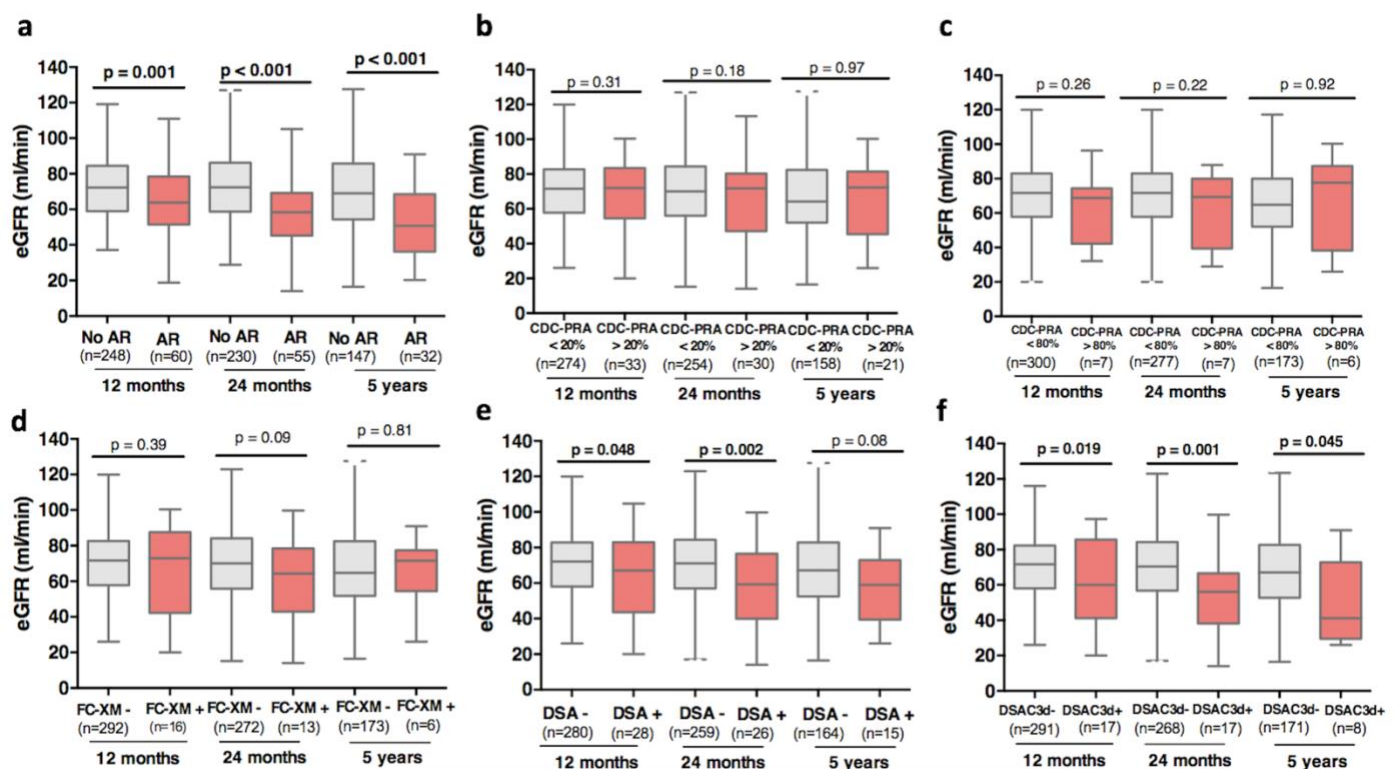 a
p = 0.001 p < 0.001 p < 0.001
eGFR (ml/min)
140
120
100
80
60
40
20
0
No AR AR No AR AR No AR AR
(n=248) (n=60) (n=230) (n=55) (n=147) (n=32)
12 months 24 months 5 years
b
p = 0.31 p = 0.18 p = 0.97
eGFR (ml/min)
140
120
100
80
60
40
20
0
CDC-PRA CDC-PRA CDC-PRA CDC-PRA CDC-PRA CDC-PRA
< 20% > 20% < 20% > 20% < 20% > 20%
(n=274) (n=33) (n=254) (n=30) (n=158) (n=21)
12 months 24 months 5 years
c
p = 0.26 p = 0.22 p = 0.92
eGFR (ml/min)
140
120
100
80
60
40
20
0
CDC-PRA CDC-PRA CDC-PRA CDC-PRA CDC-PRA CDC-PRA
< 80% > 80% < 80% > 80% < 80% > 80%
(n=300) (n=7) (n=277) (n=7) (n=173) (n=6)
12 months 24 months 5 years
d
p = 0.39 p = 0.09 p = 0.81
eGFR (ml/min)
140
120
100
80
60
40
20
0
FC-XM - FC-XM + FC-XM - FC-XM + FC-XM - FC-XM +
(n=292) (n=16) (n=272) (n=13) (n=173) (n=6)
12 months 24 months 5 years
e
p = 0.048 p = 0.002 p = 0.08
eGFR (ml/min)
140
120
100
80
60
40
20
0
DSA - DSA + DSA - DSA + DSA - DSA +
(n=280) (n=28) (n=259) (n=26) (n=164) (n=15)
12 months 24 months 5 years
f
p = 0.019 p = 0.001 p = 0.045
eGFR (ml/min)
140
120
100
80
60
40
20
0
DSAC3d- DSAC3d+ DSAC3d- DSAC3d+ DSAC3d- DSAC3d+
(n=291) (n=17) (n=268) (n=17) (n=171) (n=8)
12 months 24 months 5 years